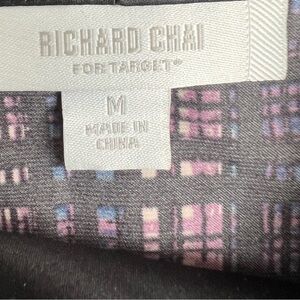 RICHARD CHAI
FOR TARGET®
M
MADE IN
CHINA